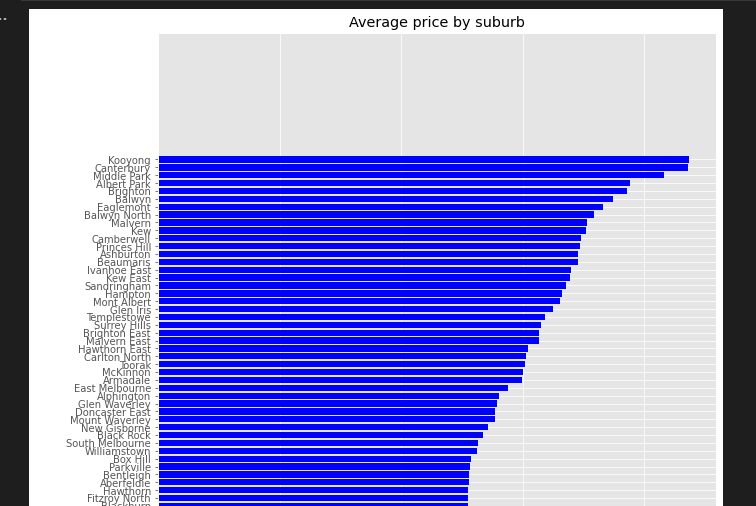 Average price by suburb
Kooyong
Canterbury
Middle Park
Albert Park
Brighton
Balwyn
Eaglemont
Balwyn North
Malvern
Kew
Camberwell
Princes Hill
Ashburton
Beaumaris
Ivanhoe East
Kew East
Sandringham
Hampton
Mont Albert
Glen Iris
Templestowe
Surrey Hills
Brighton East
Malvern East
Hawthorn East
Carlton North
Toorak
McKinnon
Armadale
East Melbourne
Alphington
Glen Waverley
Doncaster East
Mount Waverley
New Gisborne
Black Rock
South Melbourne
Williamstown
Box Hill
Parkville
Bentleigh
Aberfeldie
Hawthorn
Fitzroy North
Blackburn